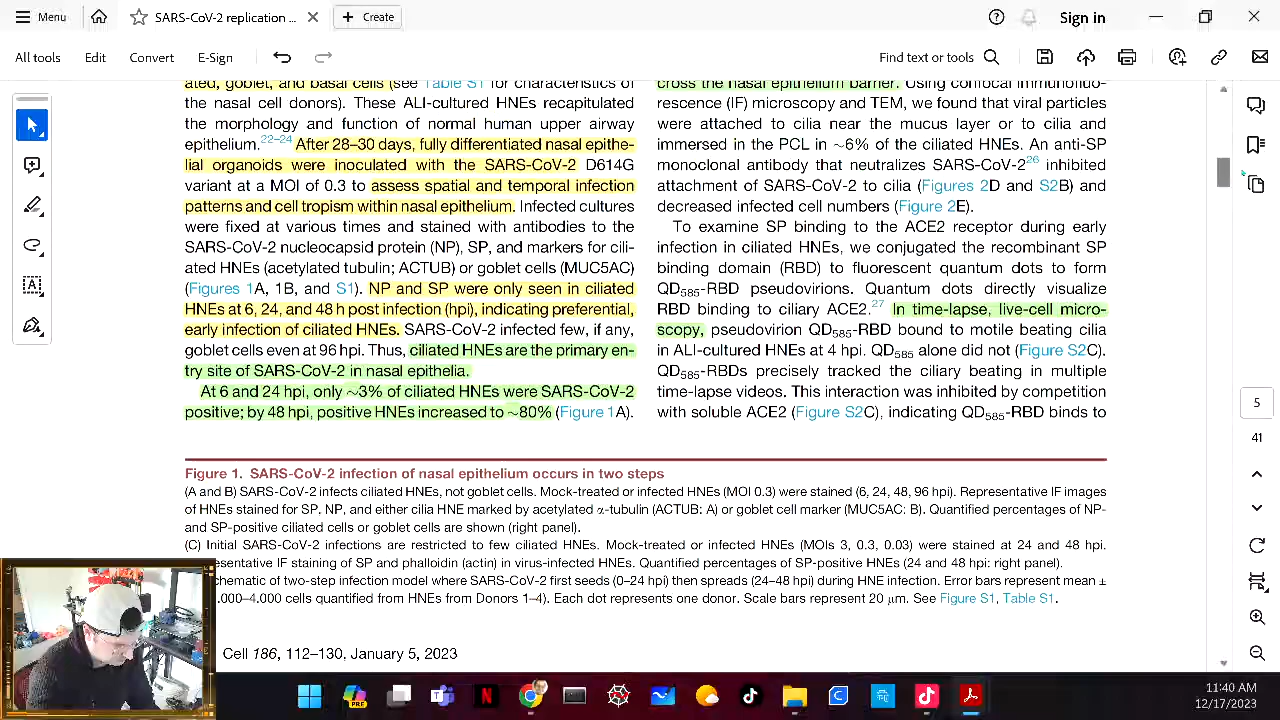 Menu
SARS-CoV-2 replication ...
Create
Sign in
All tools
Edit
Convert
E-Sign
Find text or tools
ated, goblet, and basal cells (see Table S1 for characteristics of
the nasal cell donors). These ALI-cultured HNEs recapitulated
the morphology and function of normal human upper airway
epithelium.22–24 After 28–30 days, fully differentiated nasal epithe-
lial organoids were inoculated with the SARS-CoV-2 D614G
variant at a MOI of 0.3 to assess spatial and temporal infection
patterns and cell tropism within nasal epithelium. Infected cultures
were fixed at various times and stained with antibodies to the
SARS-CoV-2 nucleocapsid protein (NP), SP, and markers for cili-
ated HNEs (acetylated tubulin; ACTUB) or goblet cells (MUC5AC)
(Figures 1A, 1B, and S1). NP and SP were only seen in ciliated
HNEs at 6, 24, and 48 h post infection (hpi), indicating preferential,
early infection of ciliated HNEs. SARS-CoV-2 infected few, if any,
goblet cells even at 96 hpi. Thus, ciliated HNEs are the primary en-
try site of SARS-CoV-2 in nasal epithelia.
At 6 and 24 hpi, only ~3% of ciliated HNEs were SARS-CoV-2
positive; by 48 hpi, positive HNEs increased to ~80% (Figure 1A).
cross the nasal epithelium barrier. Using confocal immunofluo-
rescence (IF) microscopy and TEM, we found that viral particles
were attached to cilia near the mucus layer or to cilia and
immersed in the PCL in ~6% of the ciliated HNEs. An anti-SP
monoclonal antibody that neutralizes SARS-CoV-226 inhibited
attachment of SARS-CoV-2 to cilia (Figures 2D and S2B) and
decreased infected cell numbers (Figure 2E).
To examine SP binding to the ACE2 receptor during early
infection in ciliated HNEs, we conjugated the recombinant SP
binding domain (RBD) to fluorescent quantum dots to form
QD585-RBD pseudovirions. Quantum dots directly visualize
RBD binding to ciliary ACE2.27 In time-lapse, live-cell micro-
scopy, pseudovirion QD585-RBD bound to motile beating cilia
in ALI-cultured HNEs at 4 hpi. QD585 alone did not (Figure S2C).
QD585-RBDs precisely tracked the ciliary beating in multiple
time-lapse videos. This interaction was inhibited by competition
with soluble ACE2 (Figure S2C), indicating QD585-RBD binds to
5
41
Figure 1. SARS-CoV-2 infection of nasal epithelium occurs in two steps
(A and B) SARS-CoV-2 infects ciliated HNEs, not goblet cells. Mock-treated or infected HNEs (MOI 0.3) were stained (6, 24, 48, 96 hpi). Representative IF images
of HNEs stained for SP, NP, and either cilia HNE marked by acetylated α-tubulin (ACTUB: A) or goblet cell marker (MUC5AC: B). Quantified percentages of NP-
and SP-positive ciliated cells or goblet cells are shown (right panel).
(C) Initial SARS-CoV-2 infections are restricted to few ciliated HNEs. Mock-treated or infected HNEs (MOIs 3, 0.3, 0.03) were stained at 24 and 48 hpi.
esentative IF staining of SP and phalloidin (actin) in virus-infected HNEs. Quantified percentages of SP-positive HNEs (24 and 48 hpi: right panel).
chematic of two-step infection model where SARS-CoV-2 first seeds (0–24 hpi) then spreads (24–48 hpi) during HNE infection. Error bars represent mean ±
.000–4.000 cells quantified from HNEs from Donors 1–4). Each dot represents one donor. Scale bars represent 20 μm. See Figure S1, Table S1.
Cell 186, 112–130, January 5, 2023
PRE
11:40 AM
12/17/2023